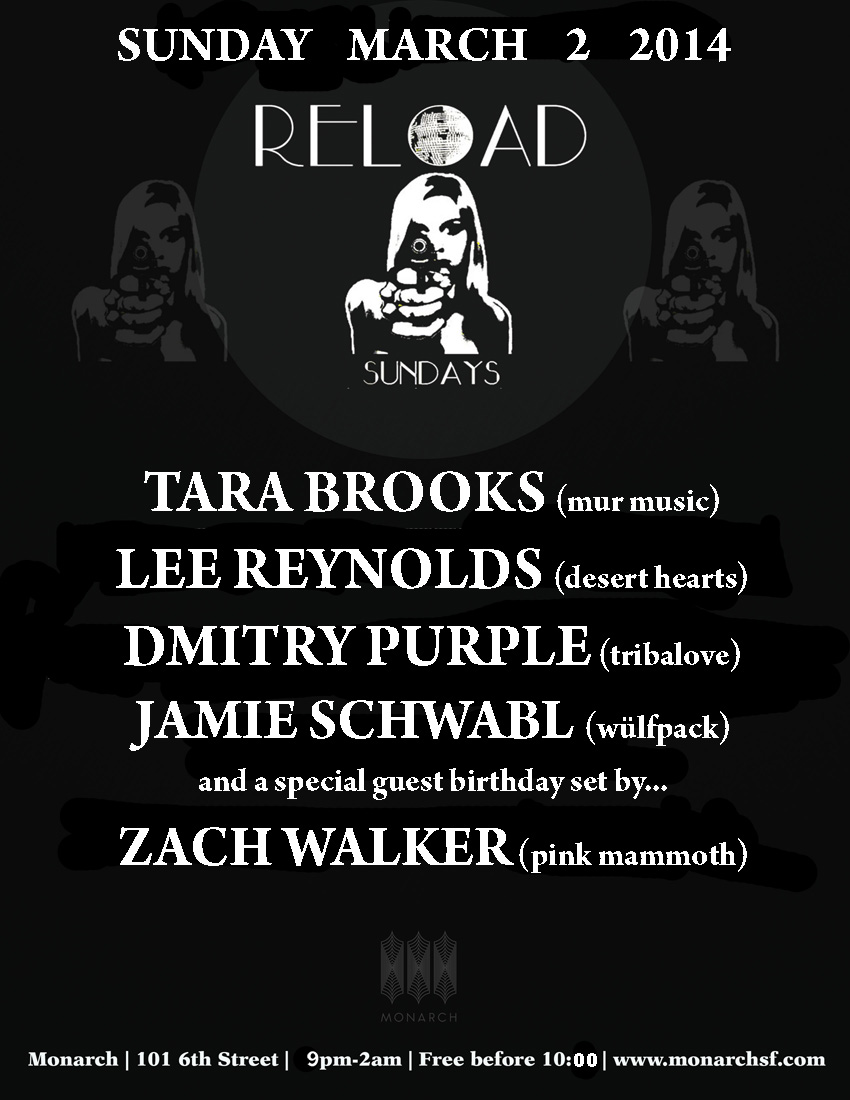 SUNDAY MARCH 2 2014
RELOAD
SUNDAYS
TARA BROOKS (mur music)
LEE REYNOLDS (desert hearts)
DMITRY PURPLE (tribalove)
JAMIE SCHWABL (wülfpack)
and a special guest birthday set by...
ZACH WALKER (pink mammoth)
MONARCH
Monarch | 101 6th Street | 9pm-2am | Free before 10:00 | www.monarchsf.com